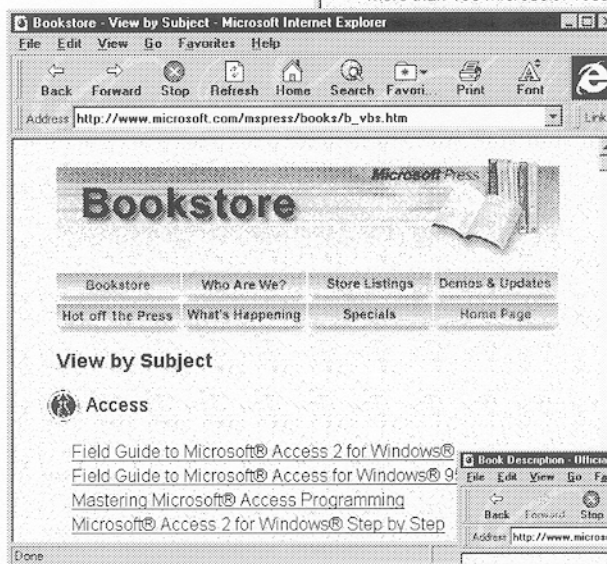 Bookstore - View by Subject - Microsoft Internet Explorer
File Edit View Go Favorites Help
Back Forward Stop Refresh Home Search Favori... Print Font
Address http://www.microsoft.com/mspress/books/b_vbs.htm Link
Microsoft Press
Bookstore
Bookstore Who Are We? Store Listings Demos & Updates
Hot off the Press What's Happening Specials Home Page
View by Subject
Access
Field Guide to Microsoft® Access 2 for Windows®
Field Guide to Microsoft® Access for Windows® 9
Mastering Microsoft® Access Programming
Microsoft® Access 2 for Windows® Step by Step
Done
Book Description - Officia
File Edit View Go Fa
Back Forward Stop
Address http://www.micros